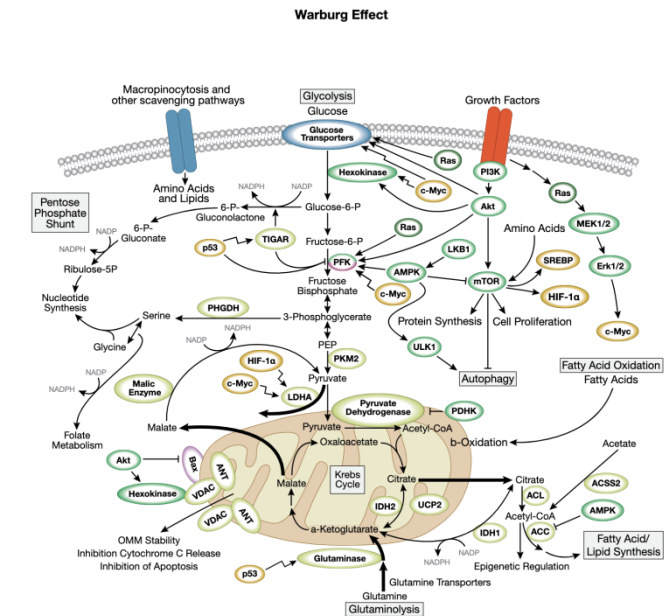 Warburg Effect
Macropinocytosis and
other scavenging pathways
Glycolysis
Glucose
Growth Factors
Glucose
Transporters
Ras
PI3K
Hexokinase
c-Myc
Ras
Amino Acids
and Lipids
NADPH
NADP
Akt
Pentose
Phosphate
Shunt
6-P-
Gluconolactone
Glucose-6-P
MEK1/2
NADP
6-P-
Gluconate
Ras
Amino Acids
p53
TIGAR
Fructose-6-P
LKB1
SREBP
NADPH
PFK
AMPK
mTOR
Erk1/2
Ribulose-5P
Fructose
Bisphosphate
c-Myc
HIF-1α
Nucleotide
Synthesis
PHGDH
Serine
3-Phosphoglycerate
Protein Synthesis
Cell Proliferation
c-Myc
NADP
NADPH
Glycine
PEP
PKM2
ULK1
HIF-1α
NADP
Pyruvate
Autophagy
Fatty Acid Oxidation
Fatty Acids
c-Myc
LDHA
NADPH
Malic
Enzyme
Pyruvate
Dehydrogenase
PDHK
Malate
Pyruvate
Acetyl-CoA
Folate
Metabolism
Oxaloacetate
b-Oxidation
Acetate
Akt
Bax
ANT
Krebs
Cycle
Malate
Citrate
Citrate
ACSS2
Hexokinase
VDAC
ACL
IDH2
UCP2
Acetyl-CoA
AMPK
VDAC
ANT
a-Ketoglutarate
IDH1
ACC
OMM Stability
Inhibition Cytochrome C Release
Inhibition of Apoptosis
NADP
NADPH
Fatty Acid/
Lipid Synthesis
Glutaminase
Epigenetic Regulation
p53
Glutamine Transporters
Glutamine
Glutaminolysis